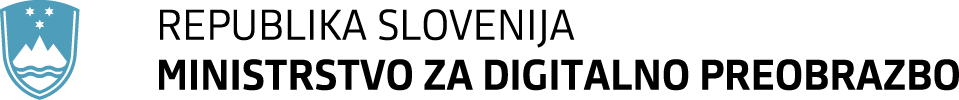 REPUBLIKA SLOVENIJA
MINISTRSTVO ZA DIGITALNO PREOBRAZBO